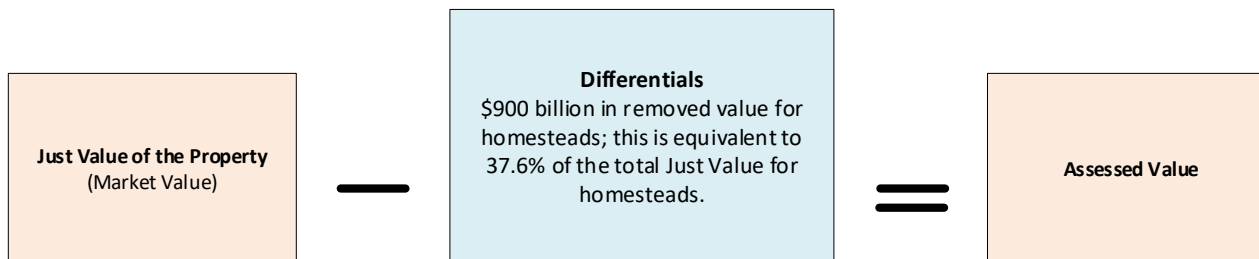 Just Value of the Property
(Market Value)
Differentials
$900 billion in removed value for
homesteads; this is equivalent to
37.6% of the total Just Value for
homesteads.
Assessed Value